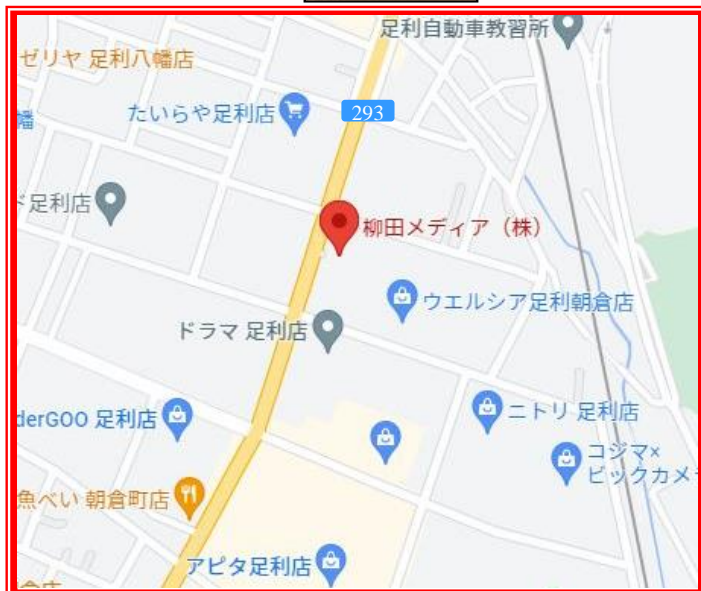 足利自動車教習所
ゼリヤ 足利八幡店
たいらや足利店
293
幡
ド足利店
柳田メディア（株）
ウエルシア足利朝倉店
ドラマ 足利店
derGOO 足利店
ニトリ 足利店
コジマ×
ビックカメラ
魚べい 朝倉町店
アピタ足利店
倉店